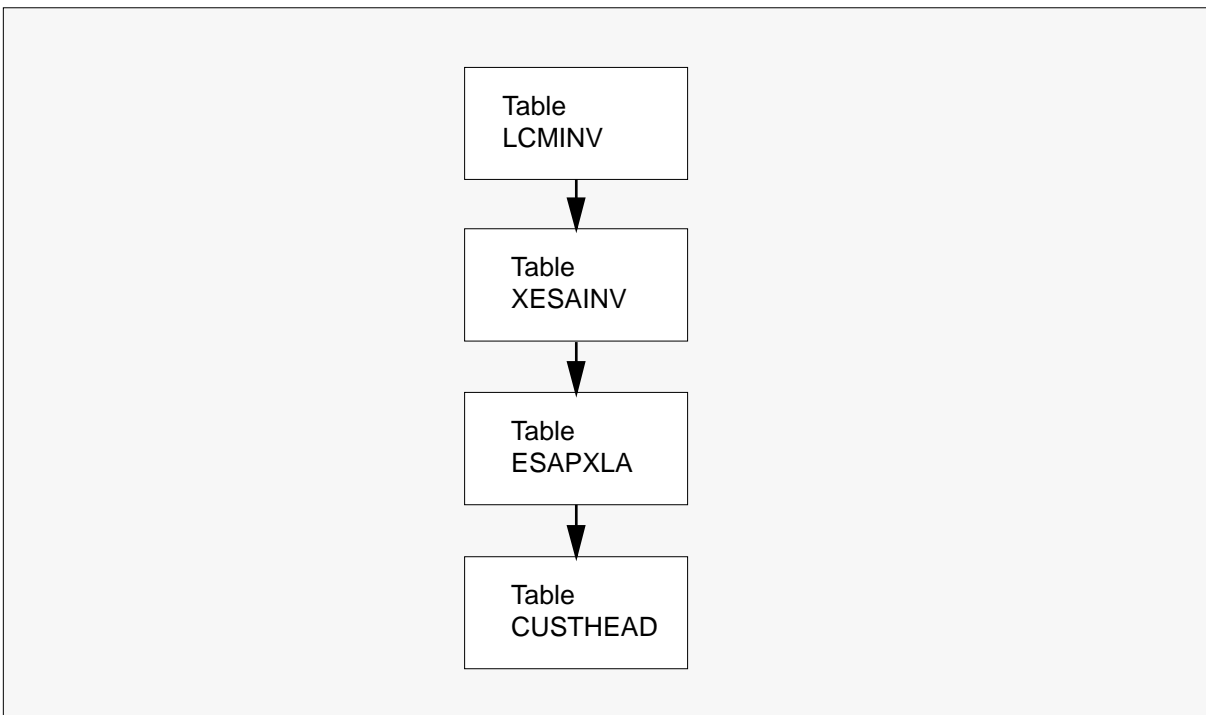 Table
LCMINV
Table
XESAINV
Table
ESAPXLA
Table
CUSTHEAD